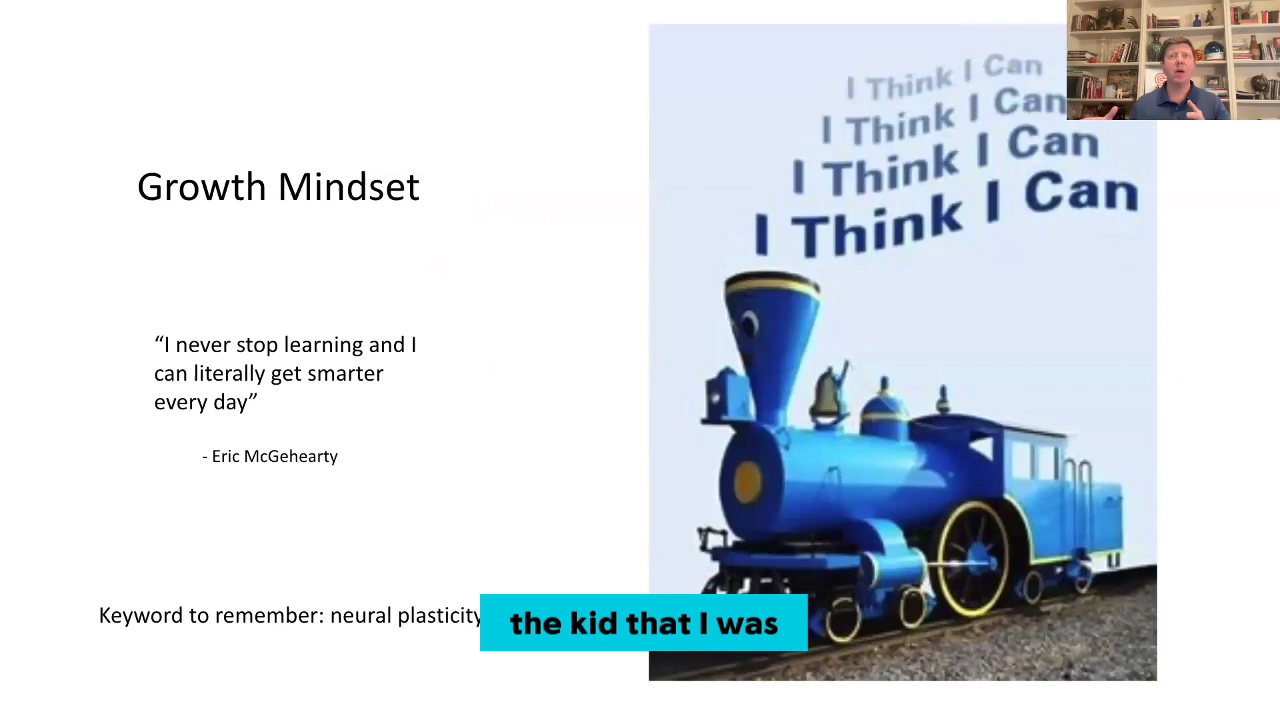 Growth Mindset
“I never stop learning and I
can literally get smarter
every day”
- Eric McGehearty
Keyword to remember: neural plasticity
I Think I Can
I Think I Can
I Think I Can
I Think I Can
the kid that I was